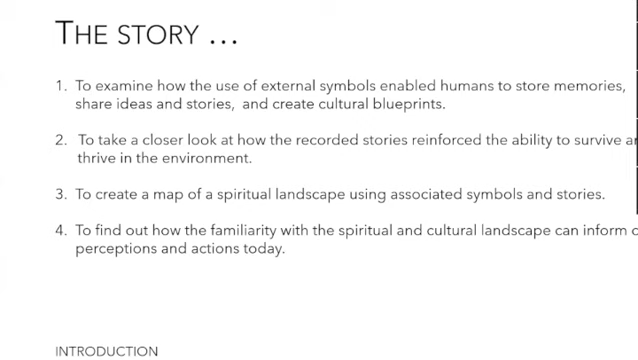 THE STORY …
1. To examine how the use of external symbols enabled humans to store memories,
share ideas and stories, and create cultural blueprints.
2. To take a closer look at how the recorded stories reinforced the ability to survive
thrive in the environment.
3. To create a map of a spiritual landscape using associated symbols and stories.
4. To find out how the familiarity with the spiritual and cultural landscape can inform
perceptions and actions today.
INTRODUCTION